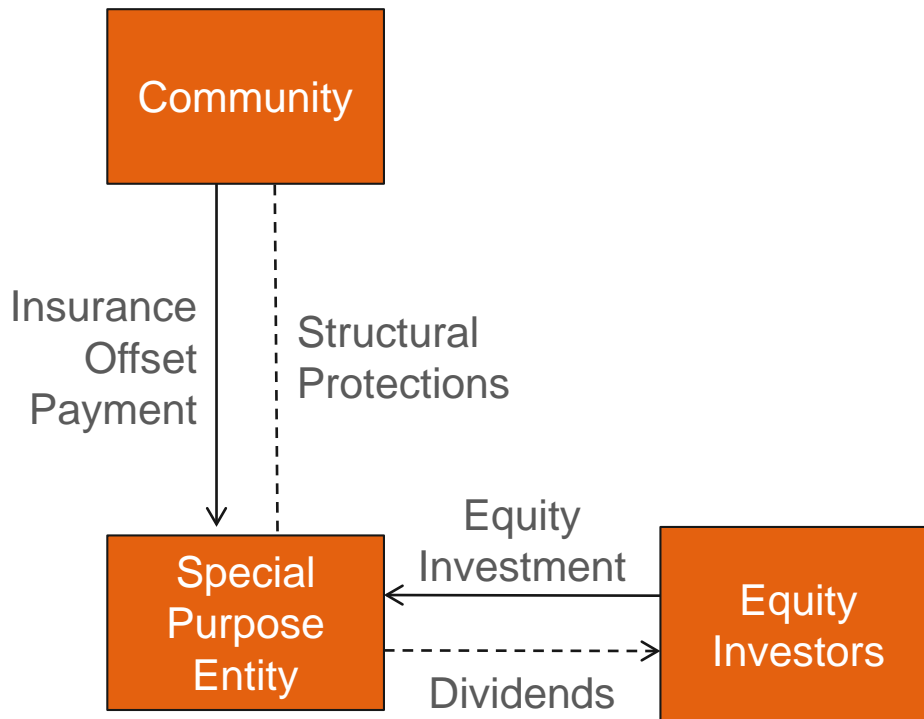 Community
Insurance
Offset
Payment
Structural
Protections
Equity
Investment
Special
Purpose
Entity
Equity
Investors
Dividends